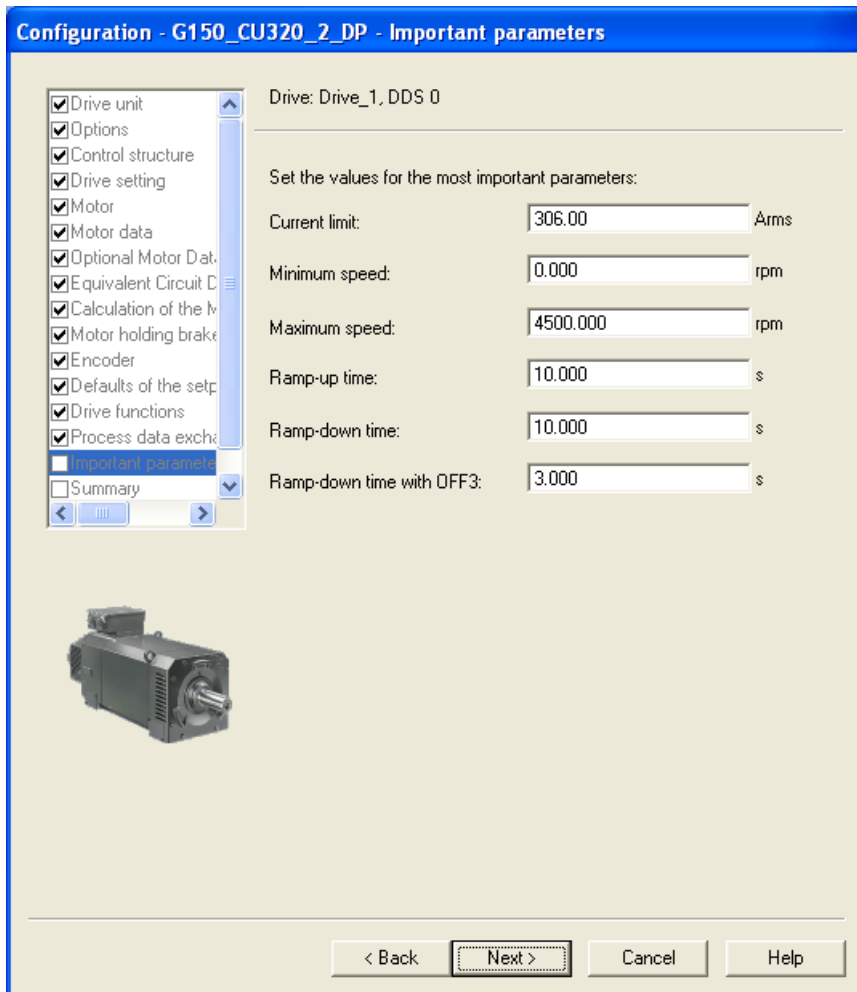 Configuration - G150_CU320_2_DP - Important parameters
Drive unit
Options
Control structure
Drive setting
Motor
Motor data
Optional Motor Dat
Equivalent Circuit D
Calculation of the M
Motor holding brake
Encoder
Defaults of the setp
Drive functions
Process data excha
Important paramete
Summary
Drive: Drive_1, DDS 0
Set the values for the most important parameters:
Current limit: 306.00 Arms
Minimum speed: 0.000 rpm
Maximum speed: 4500.000 rpm
Ramp-up time: 10.000 s
Ramp-down time: 10.000 s
Ramp-down time with OFF3: 3.000 s
< Back Next > Cancel Help